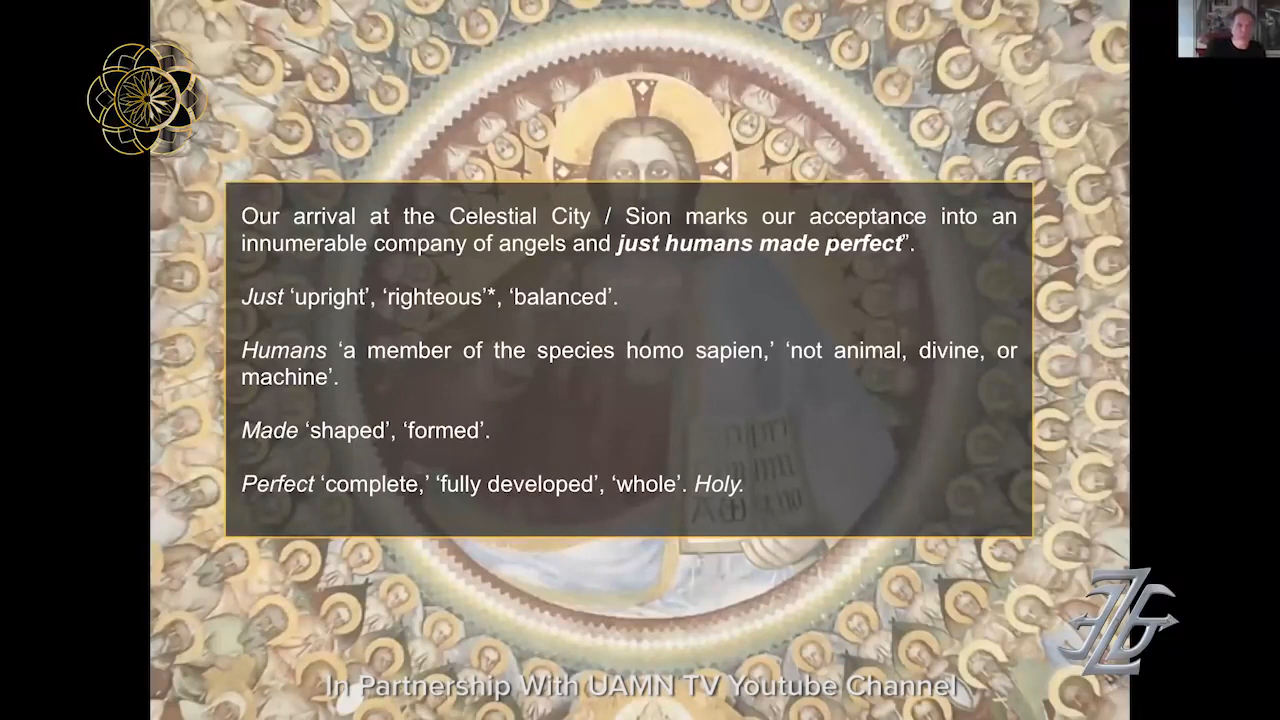 Our arrival at the Celestial City / Sion marks our acceptance into an
innumerable company of angels and just humans made perfect”.
Just ‘upright’, ‘righteous’*, ‘balanced’.
Humans ‘a member of the species homo sapien,’ ‘not animal, divine, or
machine’.
Made ‘shaped’, ‘formed’.
Perfect ‘complete,’ ‘fully developed’, ‘whole’. Holy.
In Partnership With UAMN TV Youtube Channel